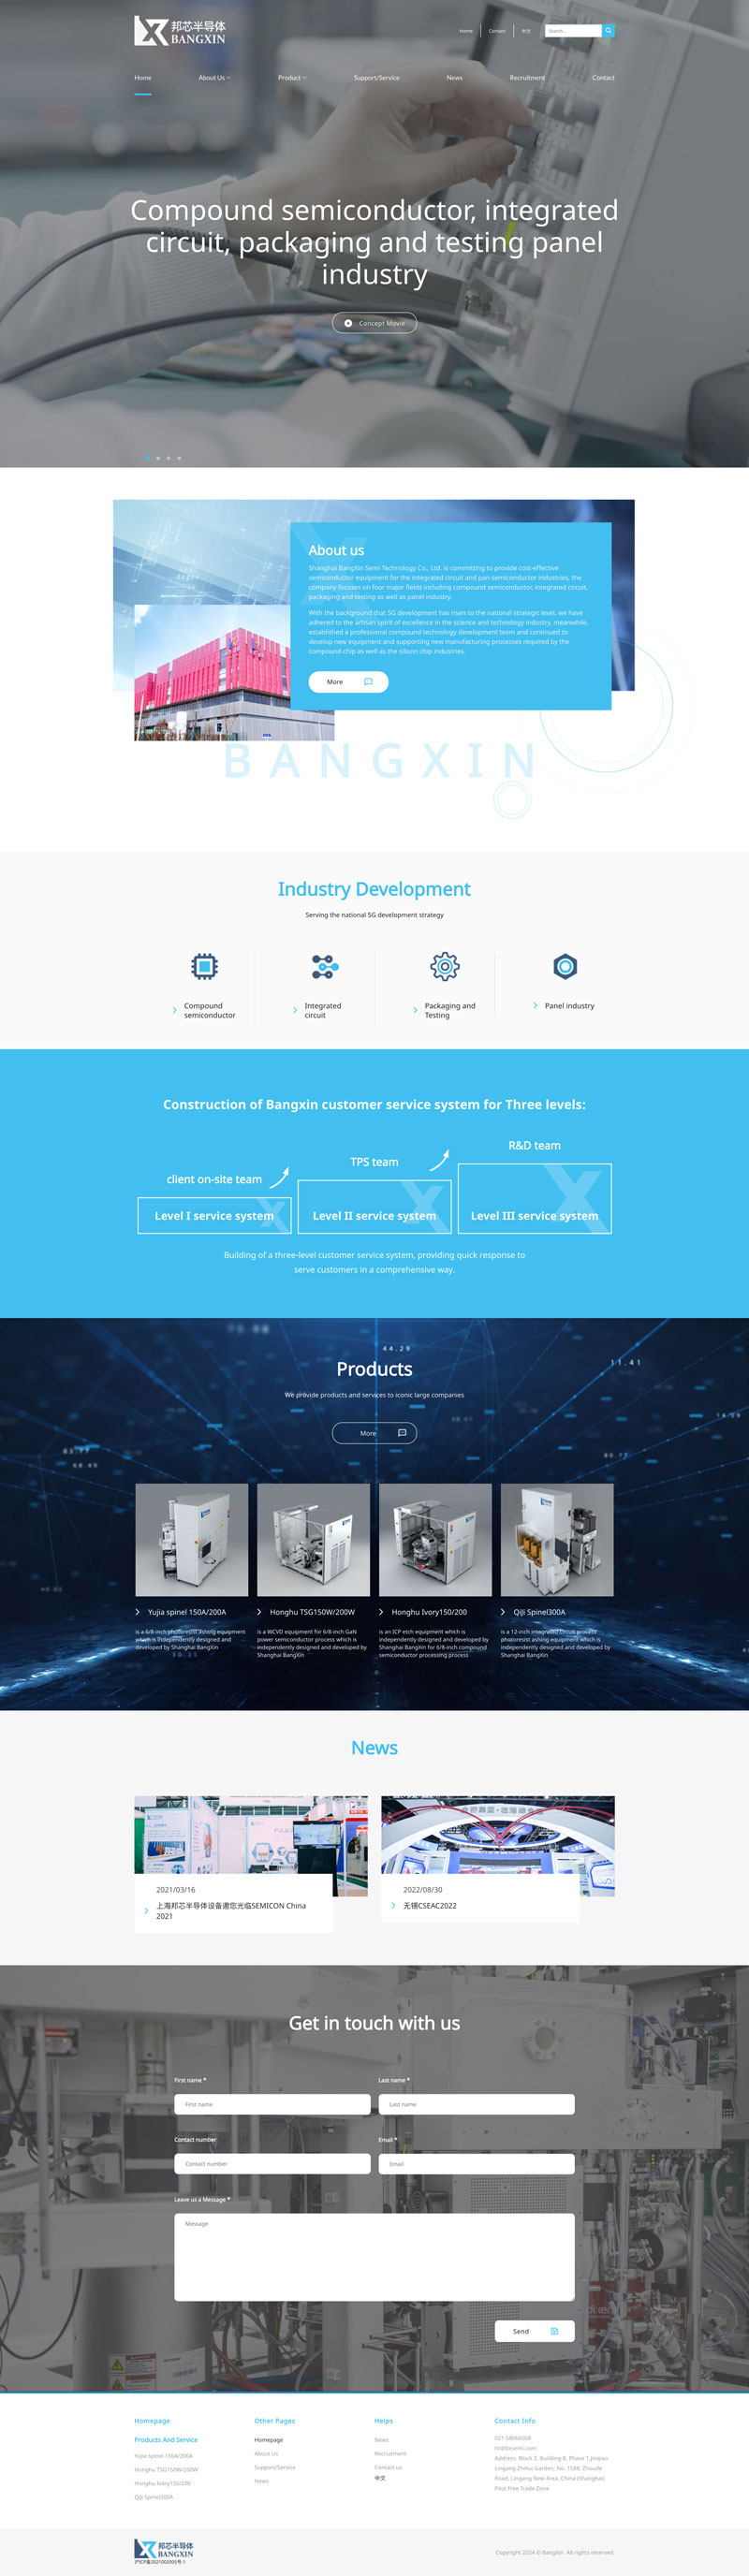 邦芯半导体
BANGXIN
Home
Contact
中文
Search...
Home
About Us
Product
Support/Service
News
Recruitment
Contact
Compound semiconductor, integrated
circuit, packaging and testing panel
industry
Concept Movie
About us
Shanghai BangXin Semi Technology Co., Ltd. is committing to provide cost-effective
semiconductor equipment for the integrated circuit and pan-semiconductor industries, the
company focuses on four major fields including compound semiconductor, integrated circuit,
packaging and testing as well as panel industry.
With the background that 5G development has risen to the national strategic level, we have
adhered to the artisan spirit of excellence in the science and technology industry, meanwhile,
established a professional compound technology development team and continued to
develop new equipment and supporting new manufacturing processes required by the
compound chip as well as the silicon chip industries.
More
BANGXIN
Industry Development
Serving the national 5G development strategy
Compound
semiconductor
Integrated
circuit
Packaging and
Testing
Panel industry
Construction of Bangxin customer service system for Three levels:
client on-site team
TPS team
R&D team
Level I service system
Level II service system
Level III service system
Building of a three-level customer service system, providing quick response to
serve customers in a comprehensive way.
44.29
11.41
Products
We provide products and services to iconic large companies
More
Yujia spinel 150A/200A
is a 6/8-inch photoresist ashing equipment
which is independently designed and
developed by Shanghai BangXin
Honghu TSG150W/200W
is a WCVD equipment for 6/8-inch GaN
power semiconductor process which is
independently designed and developed by
Shanghai BangXin
Honghu Ivory150/200
is an ICP etch equipment which is
independently designed and developed by
Shanghai BangXin for 6/8-inch compound
semiconductor processing process
Qiji Spinel300A
is a 12-inch integrated circuit process
photoresist ashing equipment which is
independently designed and developed by
Shanghai BangXin
News
2021/03/16
上海邦芯半导体设备邀您光临SEMICON China
2021
2022/08/30
无锡CSEAC2022
Get in touch with us
First name *
Last name *
First name
Last name
Contact number
Email *
Contact number
Email
Leave us a Message *
Message
Send
Homepage
Products And Service
Yujia spinel 150A/200A
Honghu TSG150W/200W
Honghu Ivory150/200
Qiji Spinel300A
Other Pages
Homepage
About Us
Support/Service
News
Helps
News
Recruitment
Contact us
中文
Contact Info
021-58066008
hr@bxsemi.com
Address: Block 2, Building B, Phase 1,Jinqiao
Lingang Zhihui Garden, No. 1588, Zhoude
Road, Lingang New Area, China (Shanghai)
Pilot Free Trade Zone
邦芯半导体
BANGXIN
沪ICP备2021002005号-1
Copyright 2024 © BangXin. All rights reserved.